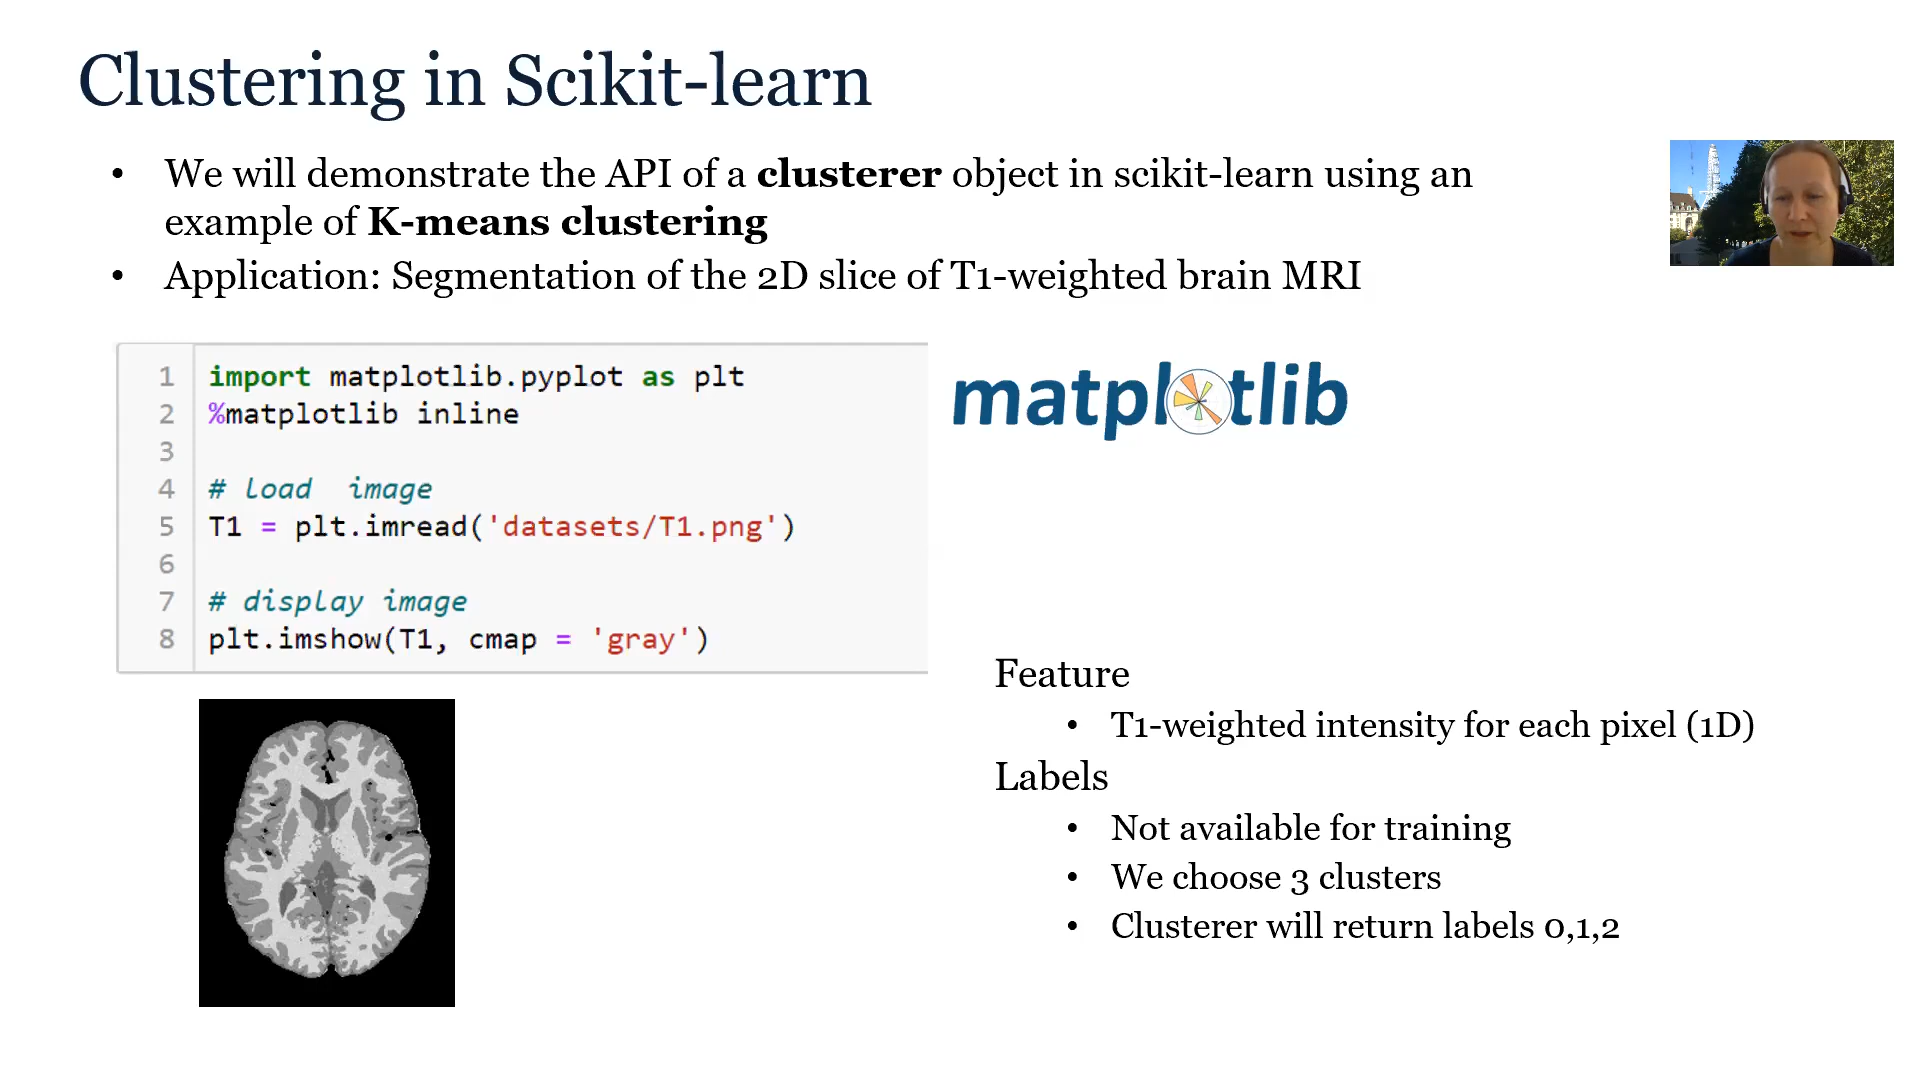 Clustering in Scikit-learn
• We will demonstrate the API of a clusterer object in scikit-learn using an
example of K-means clustering
• Application: Segmentation of the 2D slice of T1-weighted brain MRI
1 import matplotlib.pyplot as plt
2 %matplotlib inline
3
4 # load  image
5 T1 = plt.imread('datasets/T1.png')
6
7 # display image
8 plt.imshow(T1, cmap = 'gray')
matplotlib
Feature
• T1-weighted intensity for each pixel (1D)
Labels
• Not available for training
• We choose 3 clusters
• Clusterer will return labels 0,1,2